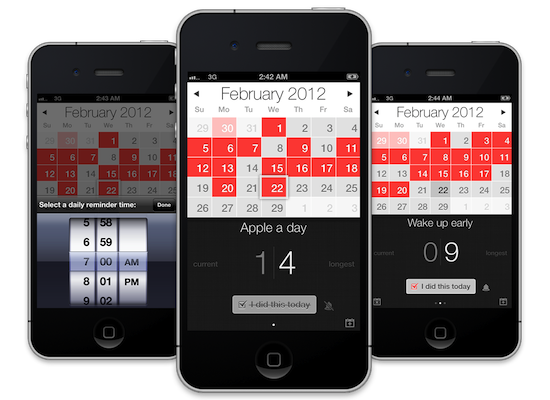 3G 2:43 AM
February 2012
Su Mo Tu We Th Fr Sa
29 30 31 1 2 3 4
5 6 7 8 9 10 11
12 13 14 15 16 17 18
19 20 21 22 23 24 25
Select a daily reminder time: Done
5 58
6 59
7 00 AM
8 01 PM
9 02
3G 2:42 AM
February 2012
Su Mo Tu We Th Fr Sa
29 30 31 1 2 3 4
5 6 7 8 9 10 11
12 13 14 15 16 17 18
19 20 21 22 23 24 25
26 27 28 29 1 2 3
Apple a day
current 1 4 longest
I did this today
3G 2:44 AM
February 2012
Su Mo Tu We Th Fr Sa
29 30 31 1 2 3 4
5 6 7 8 9 10 11
12 13 14 15 16 17 18
19 20 21 22 23 24 25
26 27 28 29 1 2 3
Wake up early
current 0 9 longest
I did this today